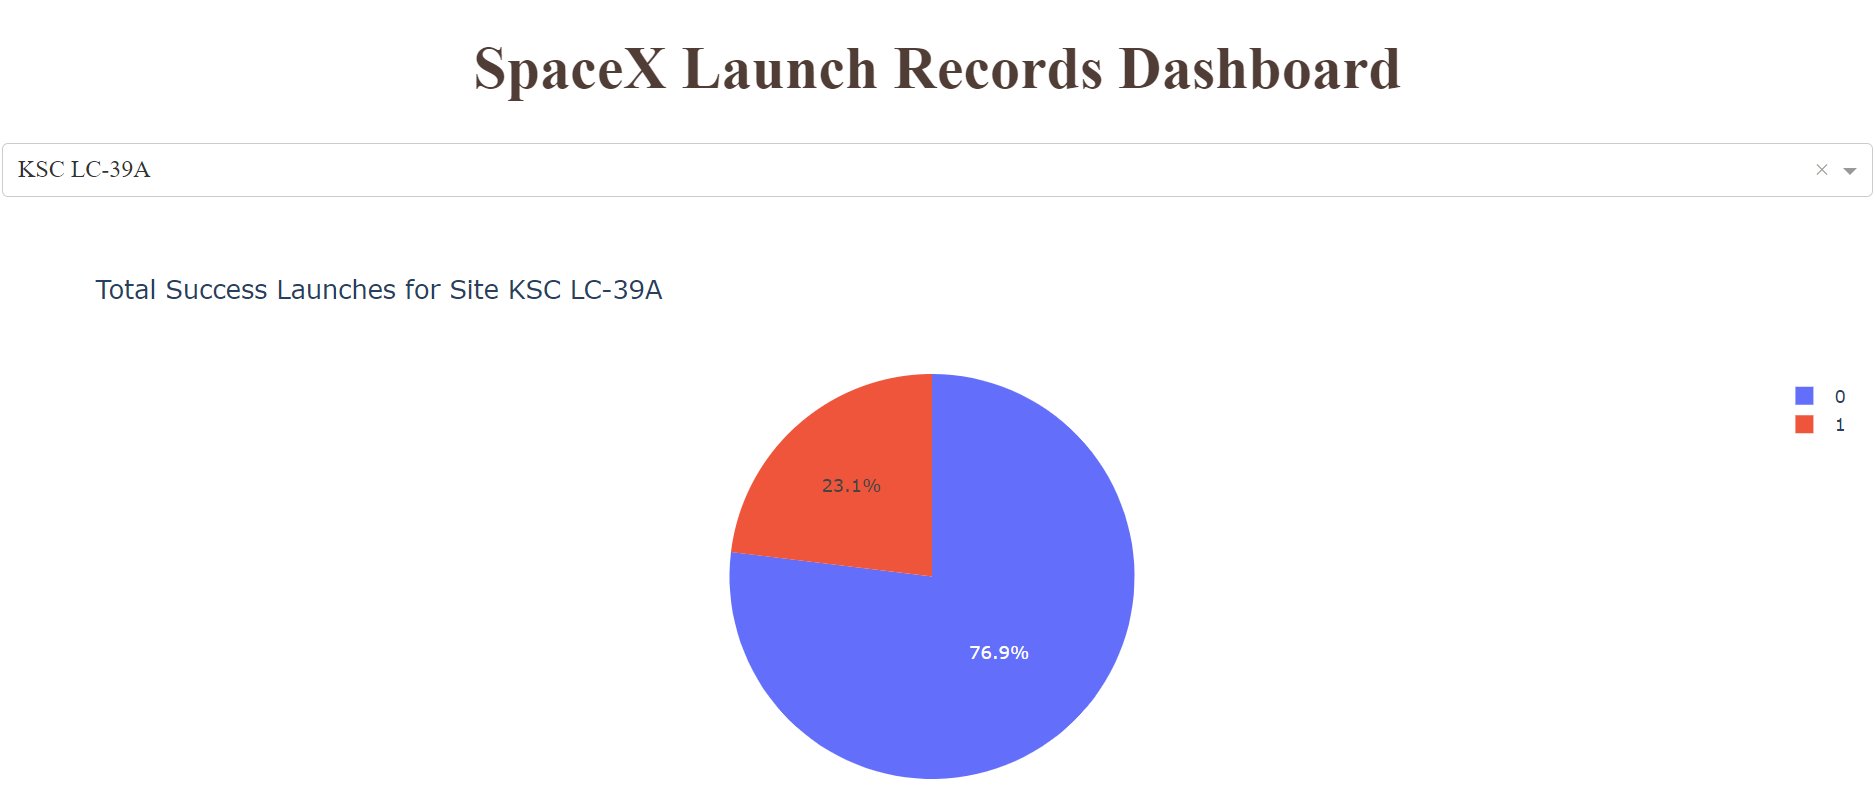 SpaceX Launch Records Dashboard
KSC LC-39A
×
Total Success Launches for Site KSC LC-39A
0
1
23.1%
76.9%